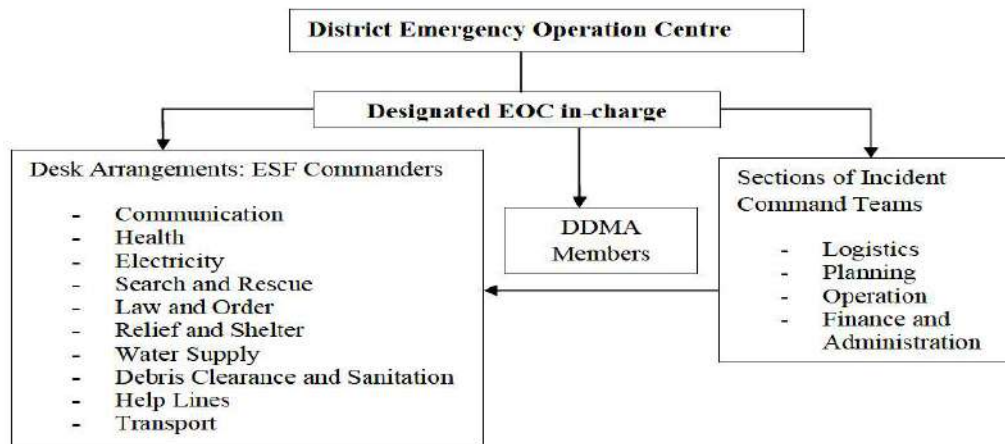 District Emergency Operation Centre
Designated EOC in-charge
Desk Arrangements: ESF Commanders
- Communication
- Health
- Electricity
- Search and Rescue
- Law and Order
- Relief and Shelter
- Water Supply
- Debris Clearance and Sanitation
- Help Lines
- Transport
DDMA
Members
Sections of Incident
Command Teams
- Logistics
- Planning
- Operation
- Finance and
Administration